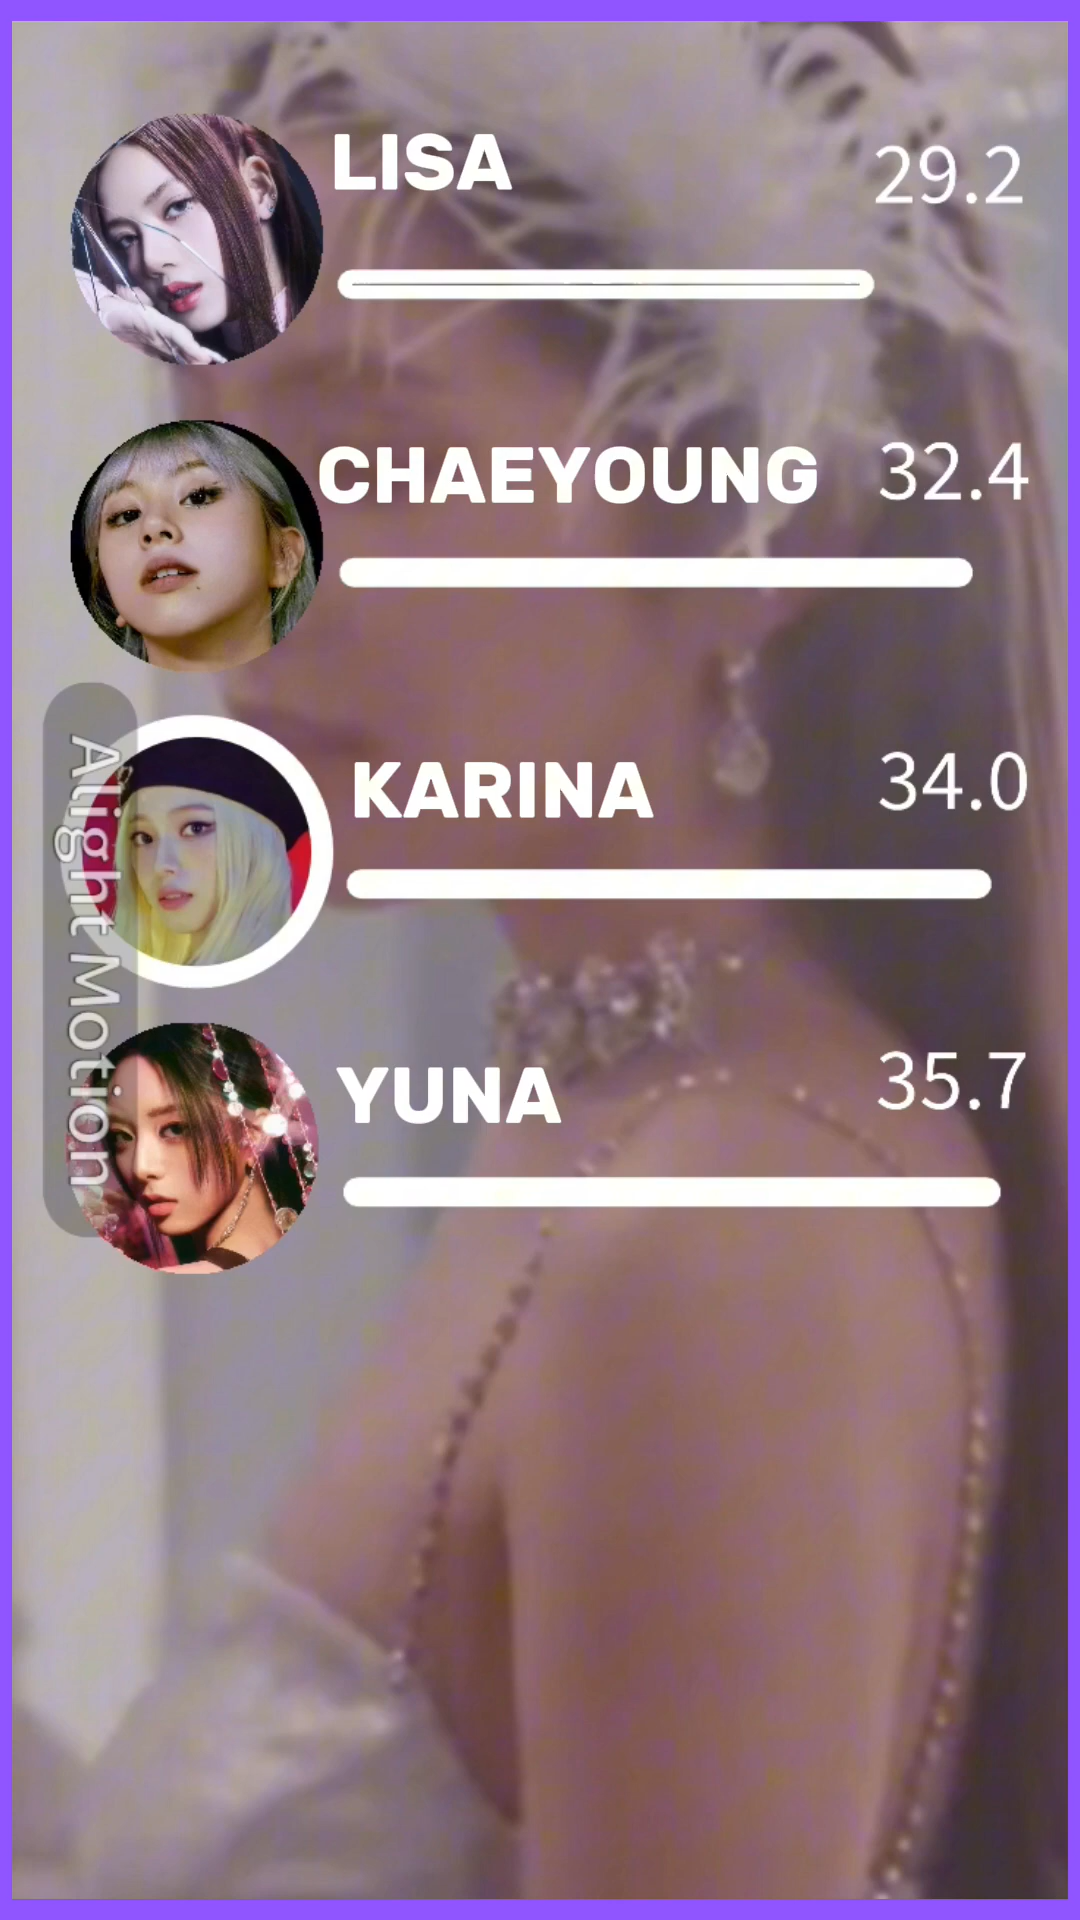 LISA 29.2
CHAEYOUNG 32.4
KARINA 34.0
YUNA 35.7
Alight Motion